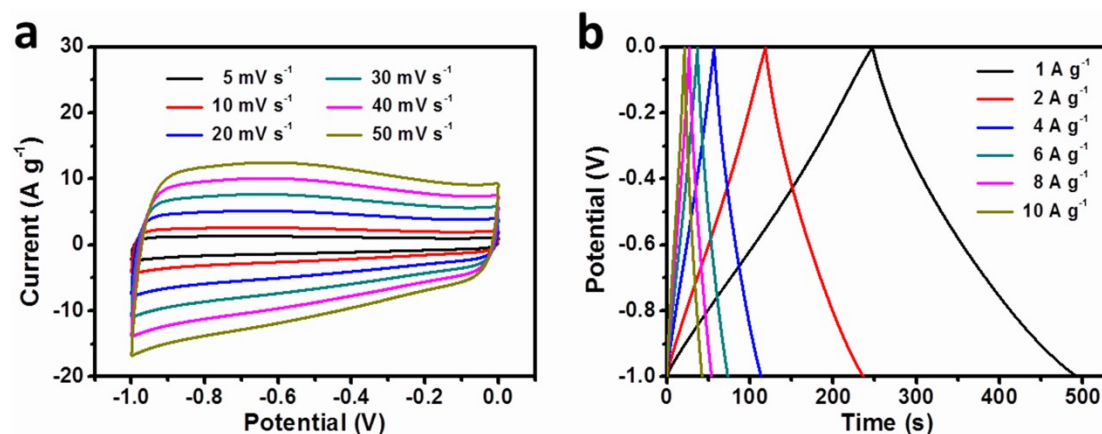 a
30
20
10
0
-10
-20
Current (A g⁻¹)
5 mV s⁻¹
10 mV s⁻¹
20 mV s⁻¹
30 mV s⁻¹
40 mV s⁻¹
50 mV s⁻¹
-1.0 -0.8 -0.6 -0.4 -0.2 0.0
Potential (V)
b
0.0
-0.2
-0.4
-0.6
-0.8
-1.0
Potential (V)
1 A g⁻¹
2 A g⁻¹
4 A g⁻¹
6 A g⁻¹
8 A g⁻¹
10 A g⁻¹
0 100 200 300 400 500
Time (s)